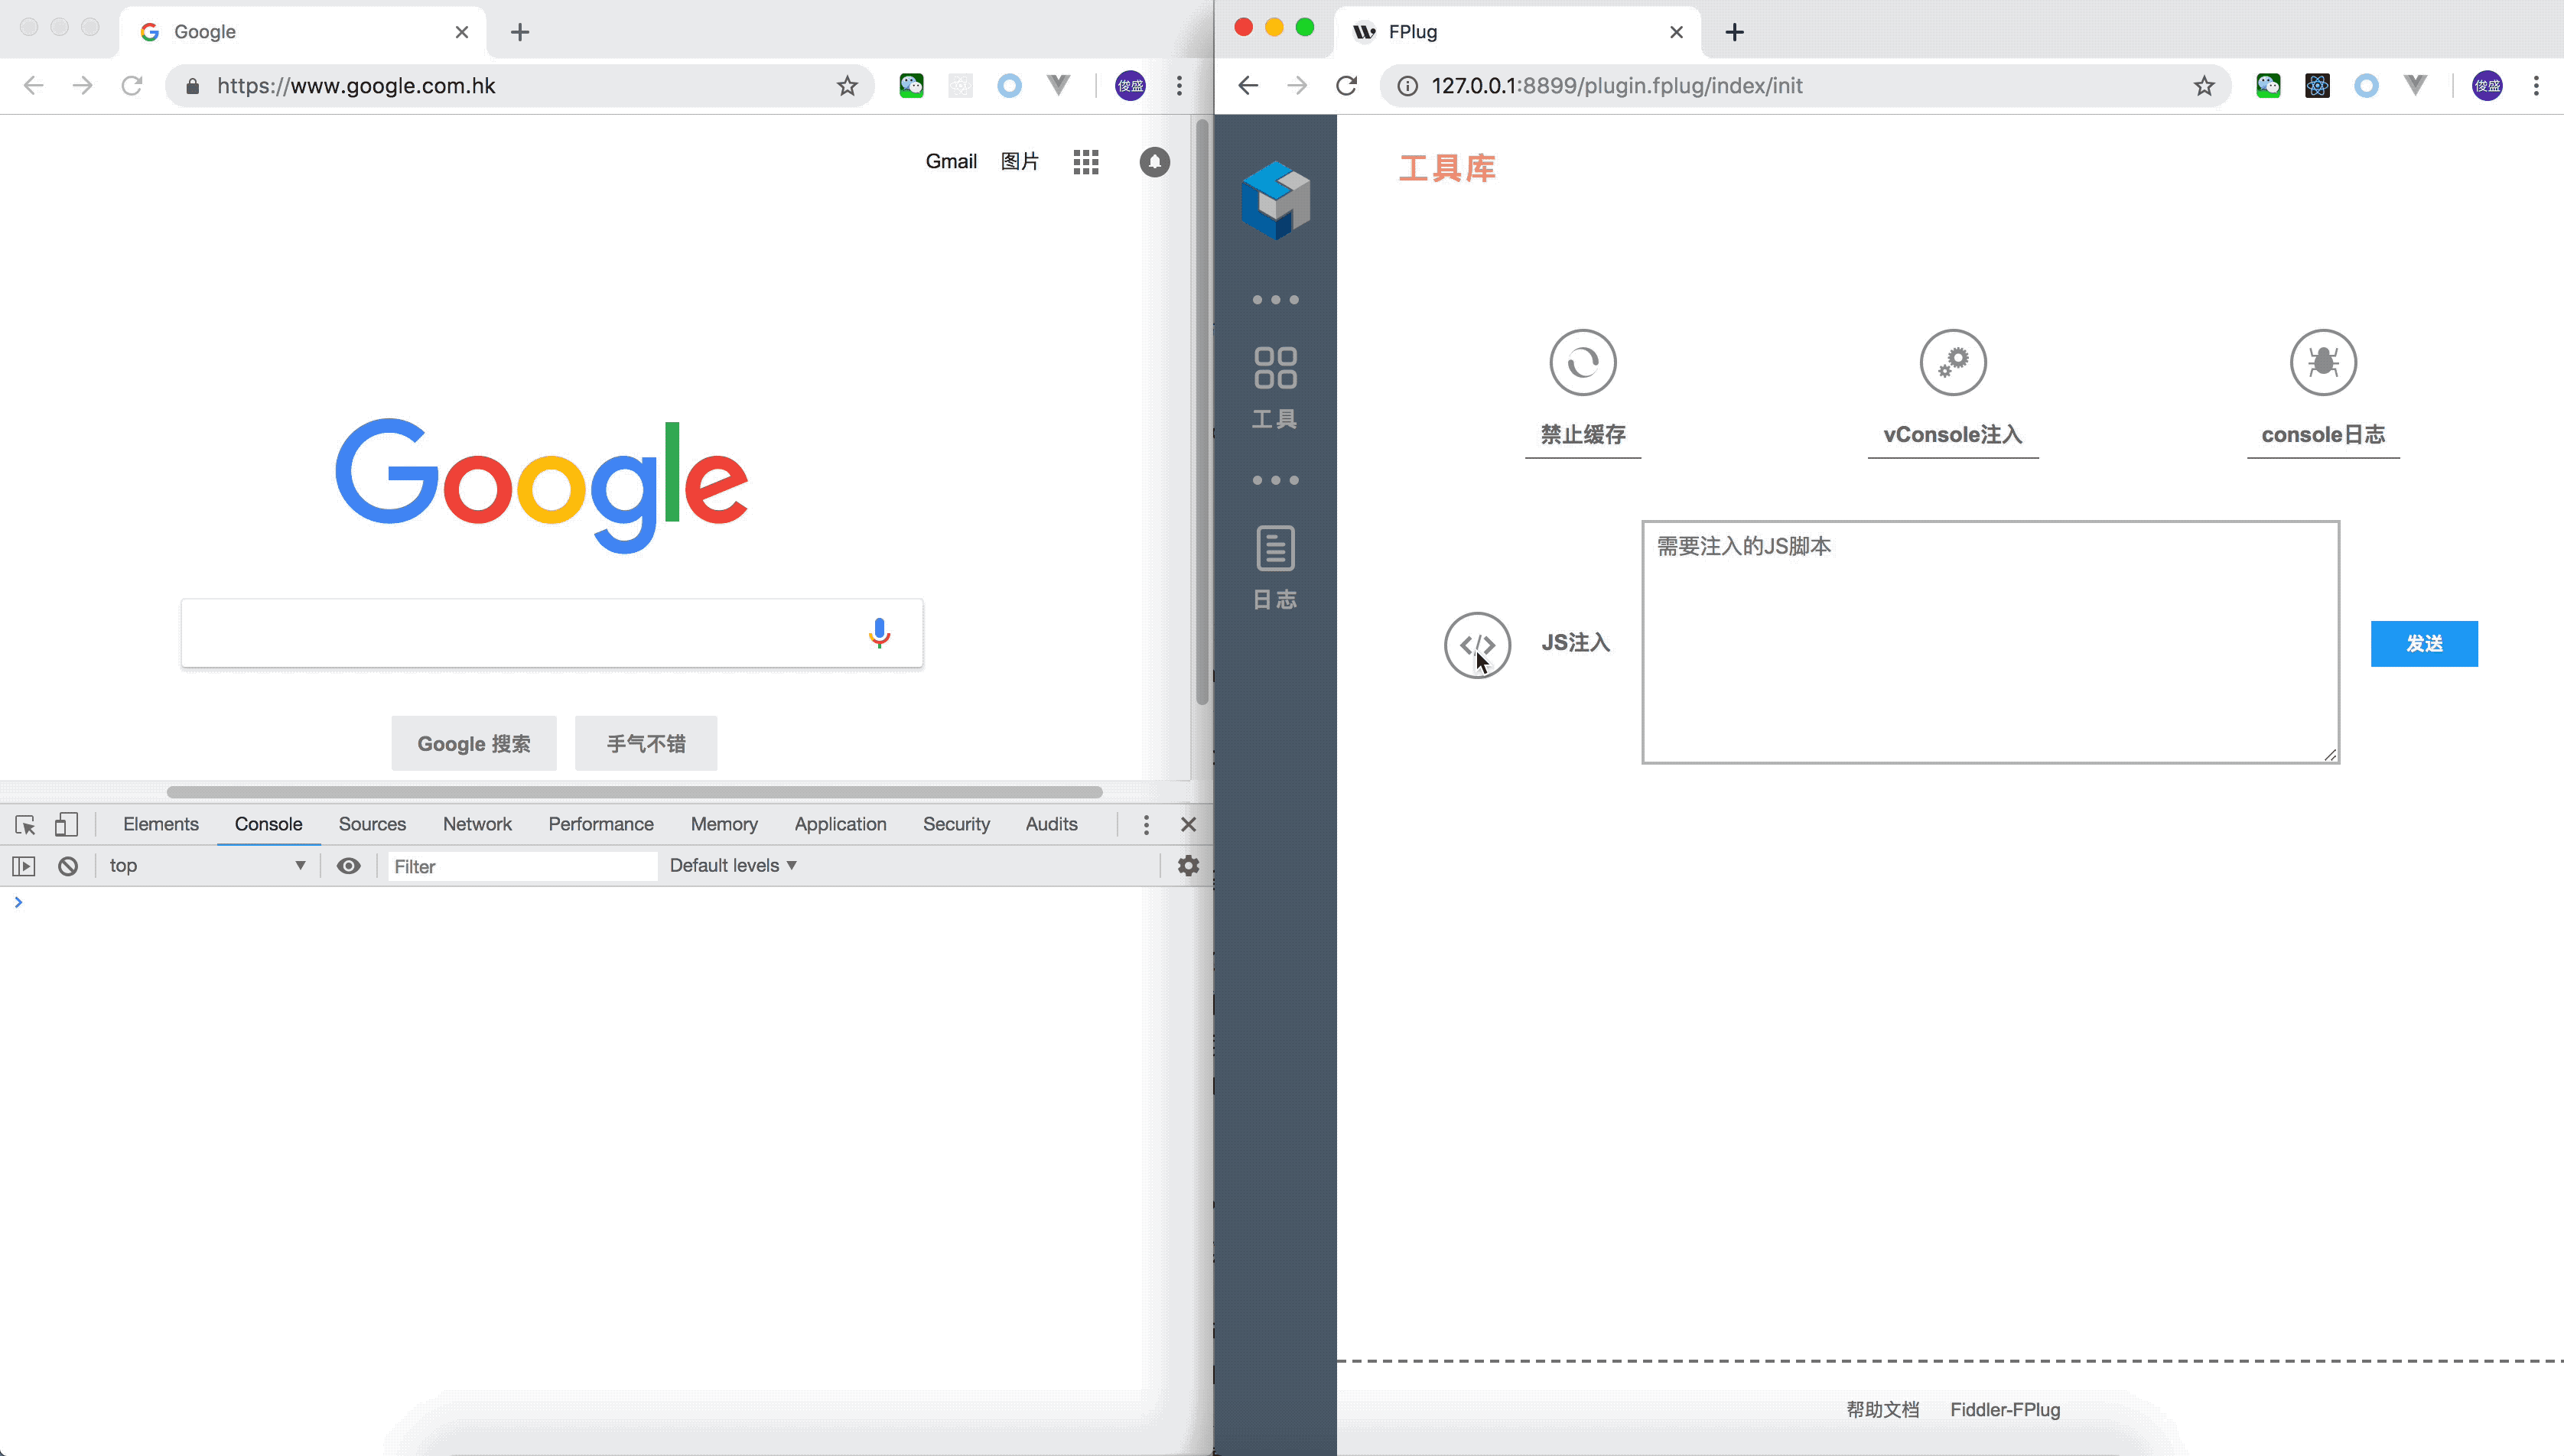 Google
https://www.google.com.hk
俊盛
Gmail 图片
Google
Google 搜索 手气不错
Elements Console Sources Network Performance Memory Application Security Audits
top Filter Default levels
FPlug
127.0.0.1:8899/plugin.fplug/index/init
俊盛
工具
日志
工具库
禁止缓存 vConsole注入 console日志
JS注入
需要注入的JS脚本
发送
帮助文档 Fiddler-FPlug